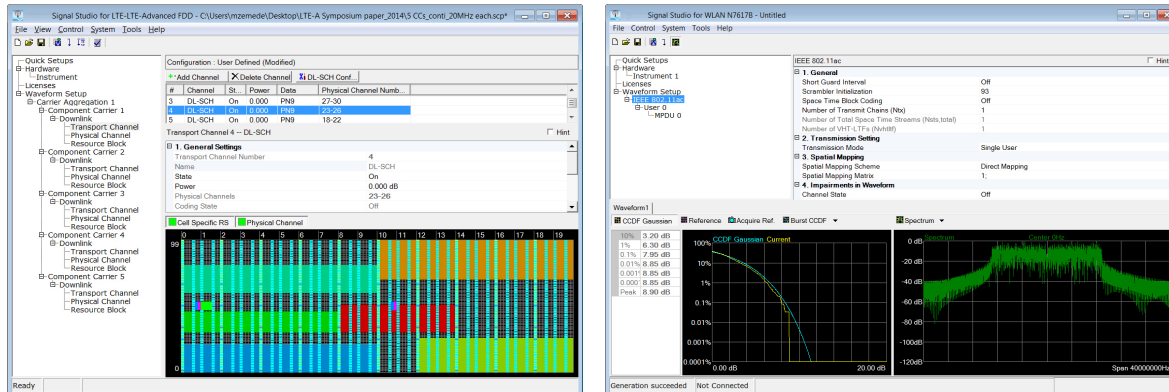 Signal Studio for LTE-LTE-Advanced FDD - C:\Users\mzemede\Desktop\LTE-A Symposium paper_2014\5 CCs_conti_20MHz each.scp*
File View Control System Tools Help
Quick Setups
Hardware
Instrument
Licenses
Waveform Setup
Carrier Aggregation 1
Component Carrier 1
Downlink
Transport Channel
Physical Channel
Resource Block
Component Carrier 2
Downlink
Transport Channel
Physical Channel
Resource Block
Component Carrier 3
Downlink
Transport Channel
Physical Channel
Resource Block
Component Carrier 4
Downlink
Transport Channel
Physical Channel
Resource Block
Component Carrier 5
Downlink
Transport Channel
Physical Channel
Resource Block
Configuration : User Defined (Modified)
Add Channel Delete Channel DL-SCH Conf...
# Channel St... Power Data Physical Channel Numb...
3 DL-SCH On 0.000 PN9 27-30
4 DL-SCH On 0.000 PN9 23-26
5 DL-SCH On 0.000 PN9 18-22
Transport Channel 4 -- DL-SCH Hint
1. General Settings
Transport Channel Number 4
Name DL-SCH
State On
Power 0.000 dB
Physical Channels 23-26
Coding State Off
Cell Specific RS Physical Channel
0 1 2 3 4 5 6 7 8 9 10 11 12 13 14 15 16 17 18 19
99
0
Ready
Signal Studio for WLAN N7617B - Untitled
File Control System Tools Help
Quick Setups
Hardware
Instrument 1
Licenses
Waveform Setup
IEEE 802.11ac
User 0
MPDU 0
IEEE 802.11ac Hint
1. General
Short Guard Interval Off
Scrambler Initialization 93
Space Time Block Coding Off
Number of Transmit Chains (Ntx) 1
Number of Total Space Time Streams (Nsts,total) 1
Number of VHT-LTFs (Nvhtltf) 1
2. Transmission Setting
Transmission Mode Single User
3. Spatial Mapping
Spatial Mapping Scheme Direct Mapping
Spatial Mapping Matrix 1;
4. Impairments in Waveform
Channel State Off
Waveform1
CCDF Gaussian Reference Acquire Ref. Burst CCDF Spectrum
10% 3.20 dB
1% 6.30 dB
0.1% 7.95 dB
0.01% 8.85 dB
0.001% 8.85 dB
0.000° 8.85 dB
Peak 8.90 dB
CCDF Gaussian Current
100%
10%
1%
0.1%
0.01%
0.001%
0.0001%
0.00 dB 20.00 dB
Spectrum Center 0Hz
0 dB
-20 dB
-40 dB
-60 dB
-80 dB
-100dB
-120dB
Span 40000000Hz
Generation succeeded Not Connected